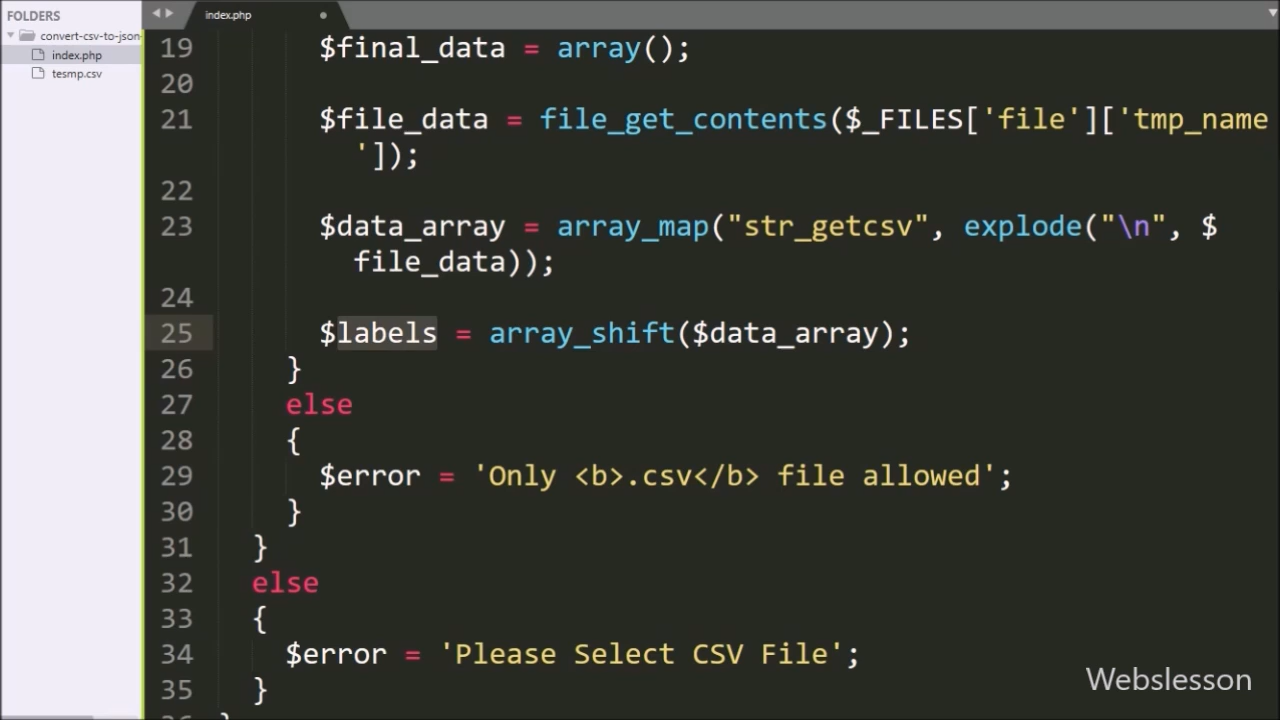 FOLDERS
convert-csv-to-json-
index.php
tesmp.csv
index.php
19 $final_data = array();
20
21 $file_data = file_get_contents($_FILES['file']['tmp_name
']);
22
23 $data_array = array_map("str_getcsv", explode("\n", $
file_data));
24
25 $labels = array_shift($data_array);
26 }
27 else
28 {
29 $error = 'Only <b>.csv</b> file allowed';
30 }
31 }
32 else
33 {
34 $error = 'Please Select CSV File';
35 }
Webslesson